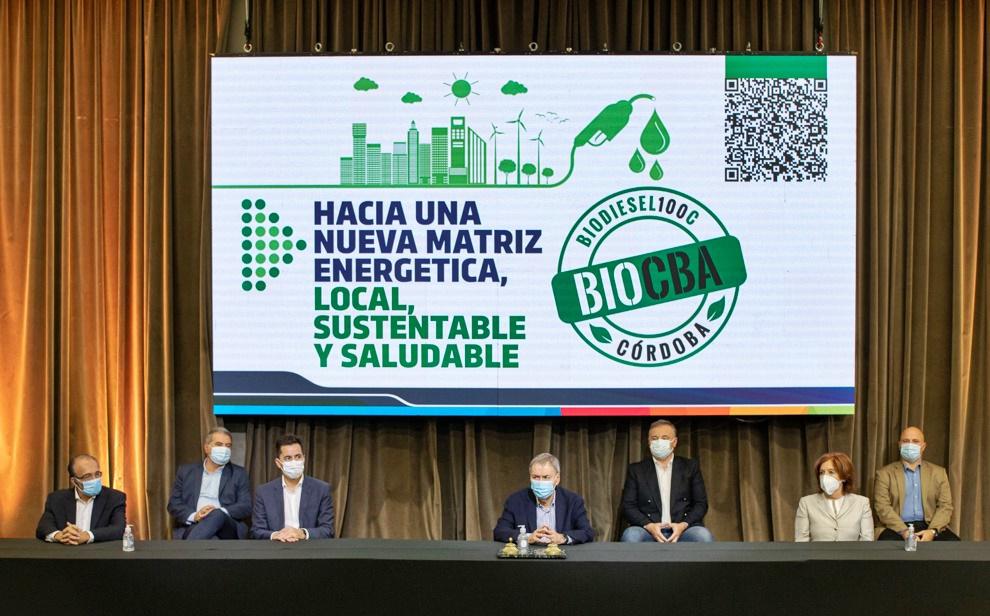 HACIA UNA
NUEVA MATRIZ
ENERGETICA,
LOCAL,
SUSTENTABLE
Y SALUDABLE
BIODIESEL100C
BIOCBA
CÓRDOBA